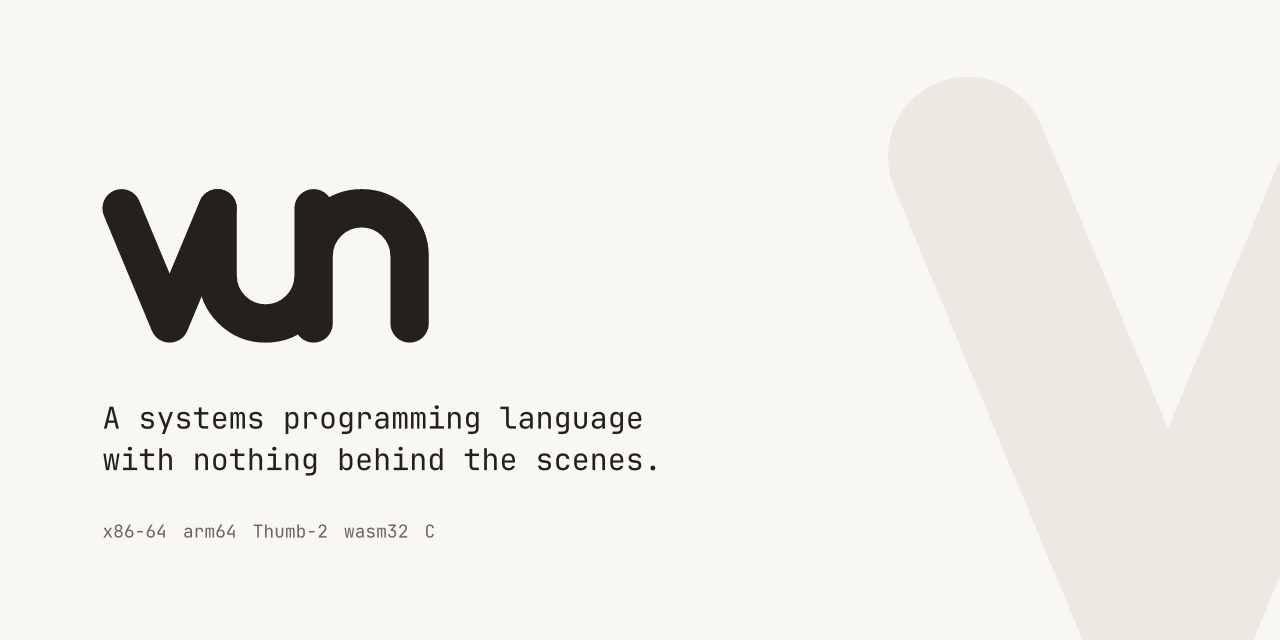 vun
A systems programming language
with nothing behind the scenes.
x86-64 arm64 Thumb-2 wasm32 C